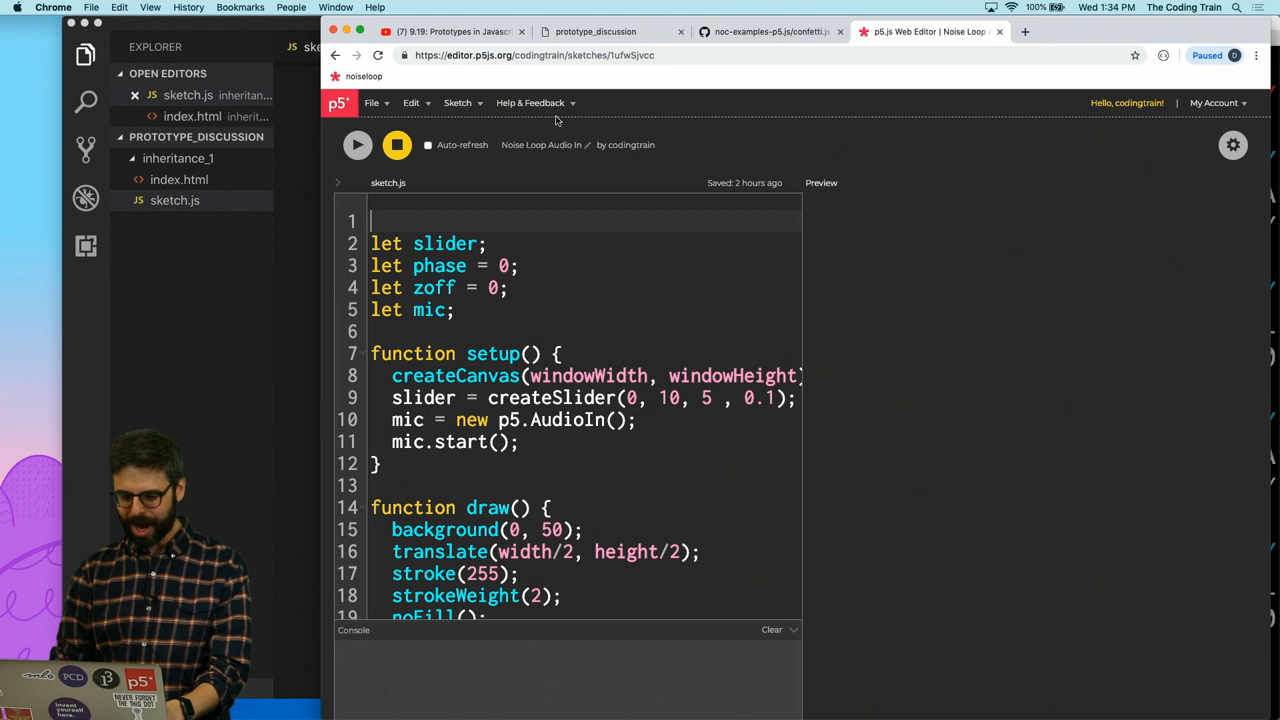 Chrome File Edit View History Bookmarks People Window Help 100% Wed 1:34 PM The Coding Train
EXPLORER
OPEN EDITORS
sketch.js inheritan...
index.html inherit...
PROTOTYPE_DISCUSSION
inheritance_1
index.html
sketch.js
JS ske
(7) 9.19: Prototypes in Javascri
prototype_discussion
noc-examples-p5.js/confetti.js
p5.js Web Editor | Noise Loop A
https://editor.p5js.org/codingtrain/sketches/1ufwSjvcc
Paused D
noiseloop
p5* File Edit Sketch Help & Feedback Hello, codingtrain! | My Account
Auto-refresh Noise Loop Audio In by codingtrain
sketch.js Saved: 2 hours ago Preview
1
2 let slider;
3 let phase = 0;
4 let zoff = 0;
5 let mic;
6
7 function setup() {
8 createCanvas(windowWidth, windowHeight)
9 slider = createSlider(0, 10, 5 , 0.1);
10 mic = new p5.AudioIn();
11 mic.start();
12 }
13
14 function draw() {
15 background(0, 50);
16 translate(width/2, height/2);
17 stroke(255);
18 strokeWeight(2);
19 noFill();
Console Clear
PCD
p5*
NEVER FORGET
THE THIS DOT